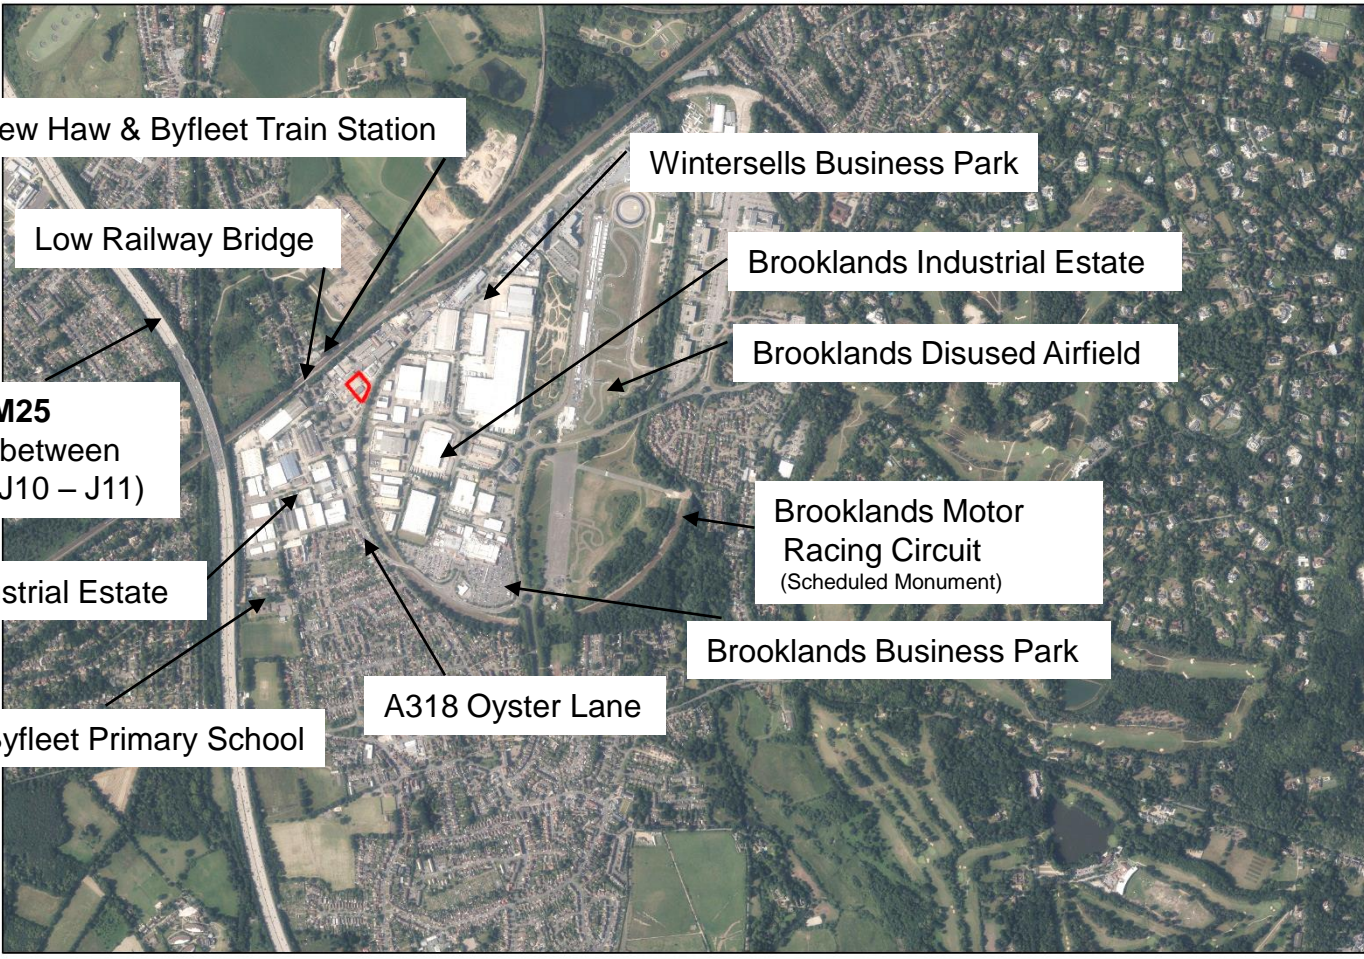 ew Haw & Byfleet Train Station
Wintersells Business Park
Low Railway Bridge
Brooklands Industrial Estate
Brooklands Disused Airfield
M25
between
J10 – J11)
Brooklands Motor
Racing Circuit
(Scheduled Monument)
strial Estate
Brooklands Business Park
A318 Oyster Lane
yfleet Primary School